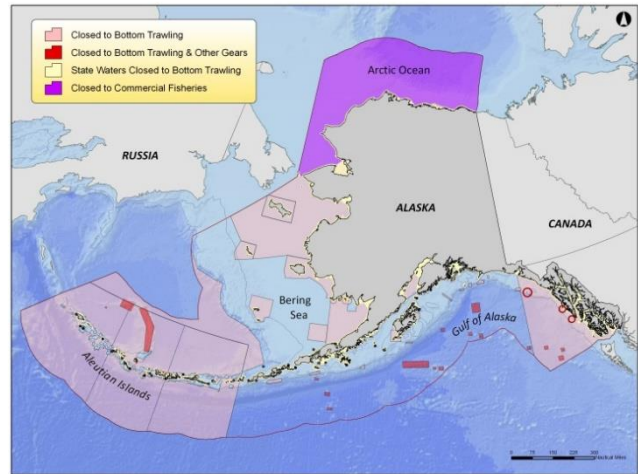 Closed to Bottom Trawling
Closed to Bottom Trawling & Other Gears
State Waters Closed to Bottom Trawling
Closed to Commercial Fisheries
Arctic Ocean
RUSSIA
ALASKA
CANADA
Bering
Sea
Gulf of Alaska
Aleutian Islands